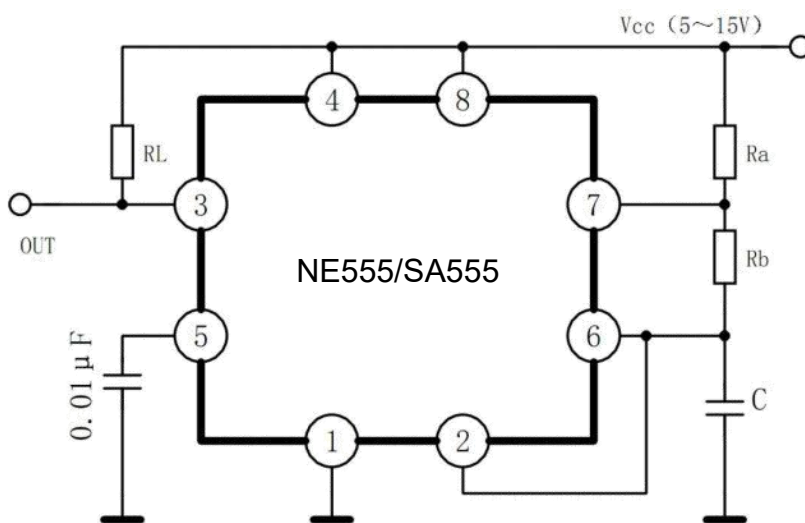 Vcc（5～15V）
4
8
RL
Ra
3
7
OUT
NE555/SA555
Rb
5
6
0.01μF
C
1
2